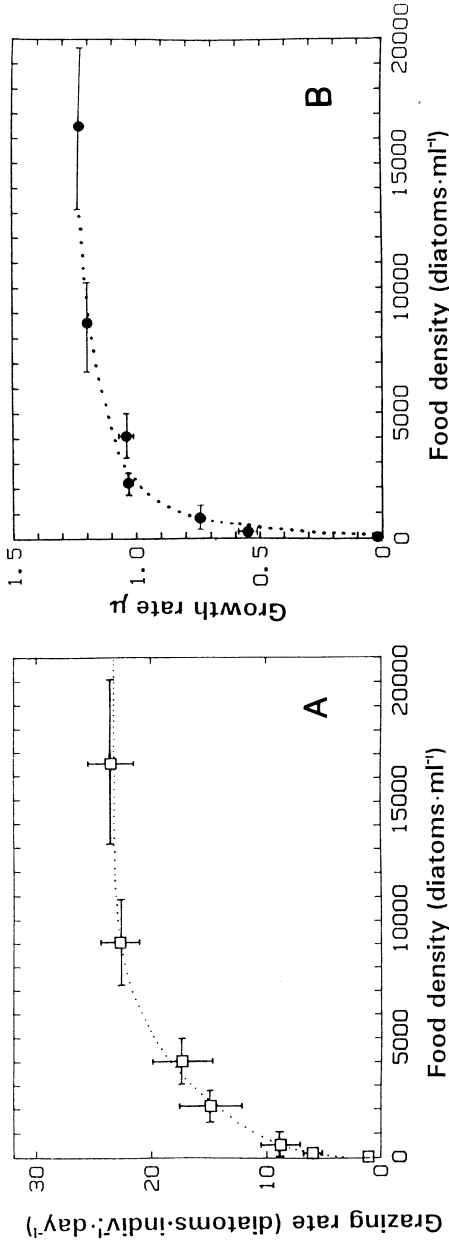 Grazing rate (diatoms·indiv.⁻¹·day⁻¹)
30
20
10
A
0 5000 10000 15000 20000
Food density (diatoms·ml⁻¹)
Growth rate μ
1.5
1.0
0.5
B
0 5000 10000 15000 20000
Food density (diatoms·ml⁻¹)